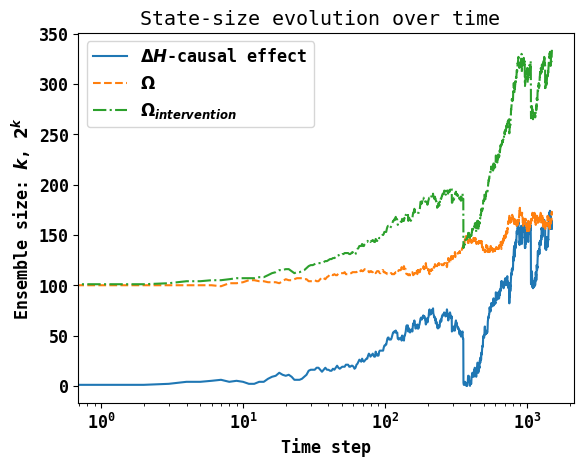 State-size evolution over time
350
300
250
200
150
100
50
0
Ensemble size: k, 2^k
ΔH-causal effect
Ω
Ω_intervention
10^0
10^1
10^2
10^3
Time step